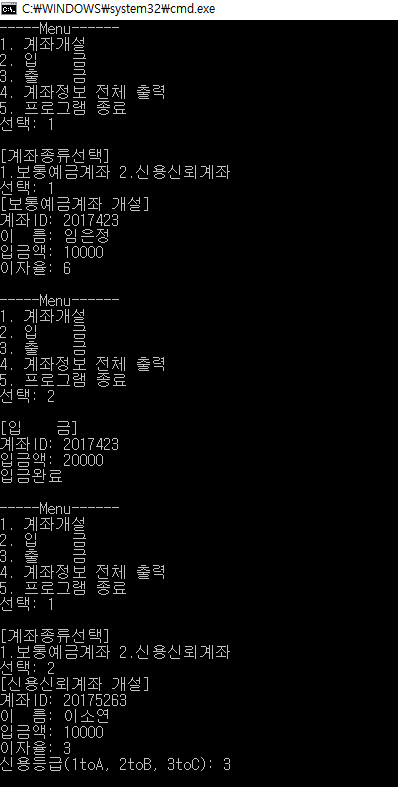 C:\WINDOWS\system32\cmd.exe
-----Menu------
1. 계좌개설
2. 입    금
3. 출    금
4. 계좌정보 전체 출력
5. 프로그램 종료
선택: 1
[계좌종류선택]
1.보통예금계좌 2.신용신뢰계좌
선택: 1
[보통예금계좌 개설]
계좌ID: 2017423
이  름: 임은정
입금액: 10000
이자율: 6
-----Menu------
1. 계좌개설
2. 입    금
3. 출    금
4. 계좌정보 전체 출력
5. 프로그램 종료
선택: 2
[입    금]
계좌ID: 2017423
입금액: 20000
입금완료
-----Menu------
1. 계좌개설
2. 입    금
3. 출    금
4. 계좌정보 전체 출력
5. 프로그램 종료
선택: 1
[계좌종류선택]
1.보통예금계좌 2.신용신뢰계좌
선택: 2
[신용신뢰계좌 개설]
계좌ID: 20175263
이  름: 이소연
입금액: 10000
이자율: 3
신용등급(1toA, 2toB, 3toC): 3